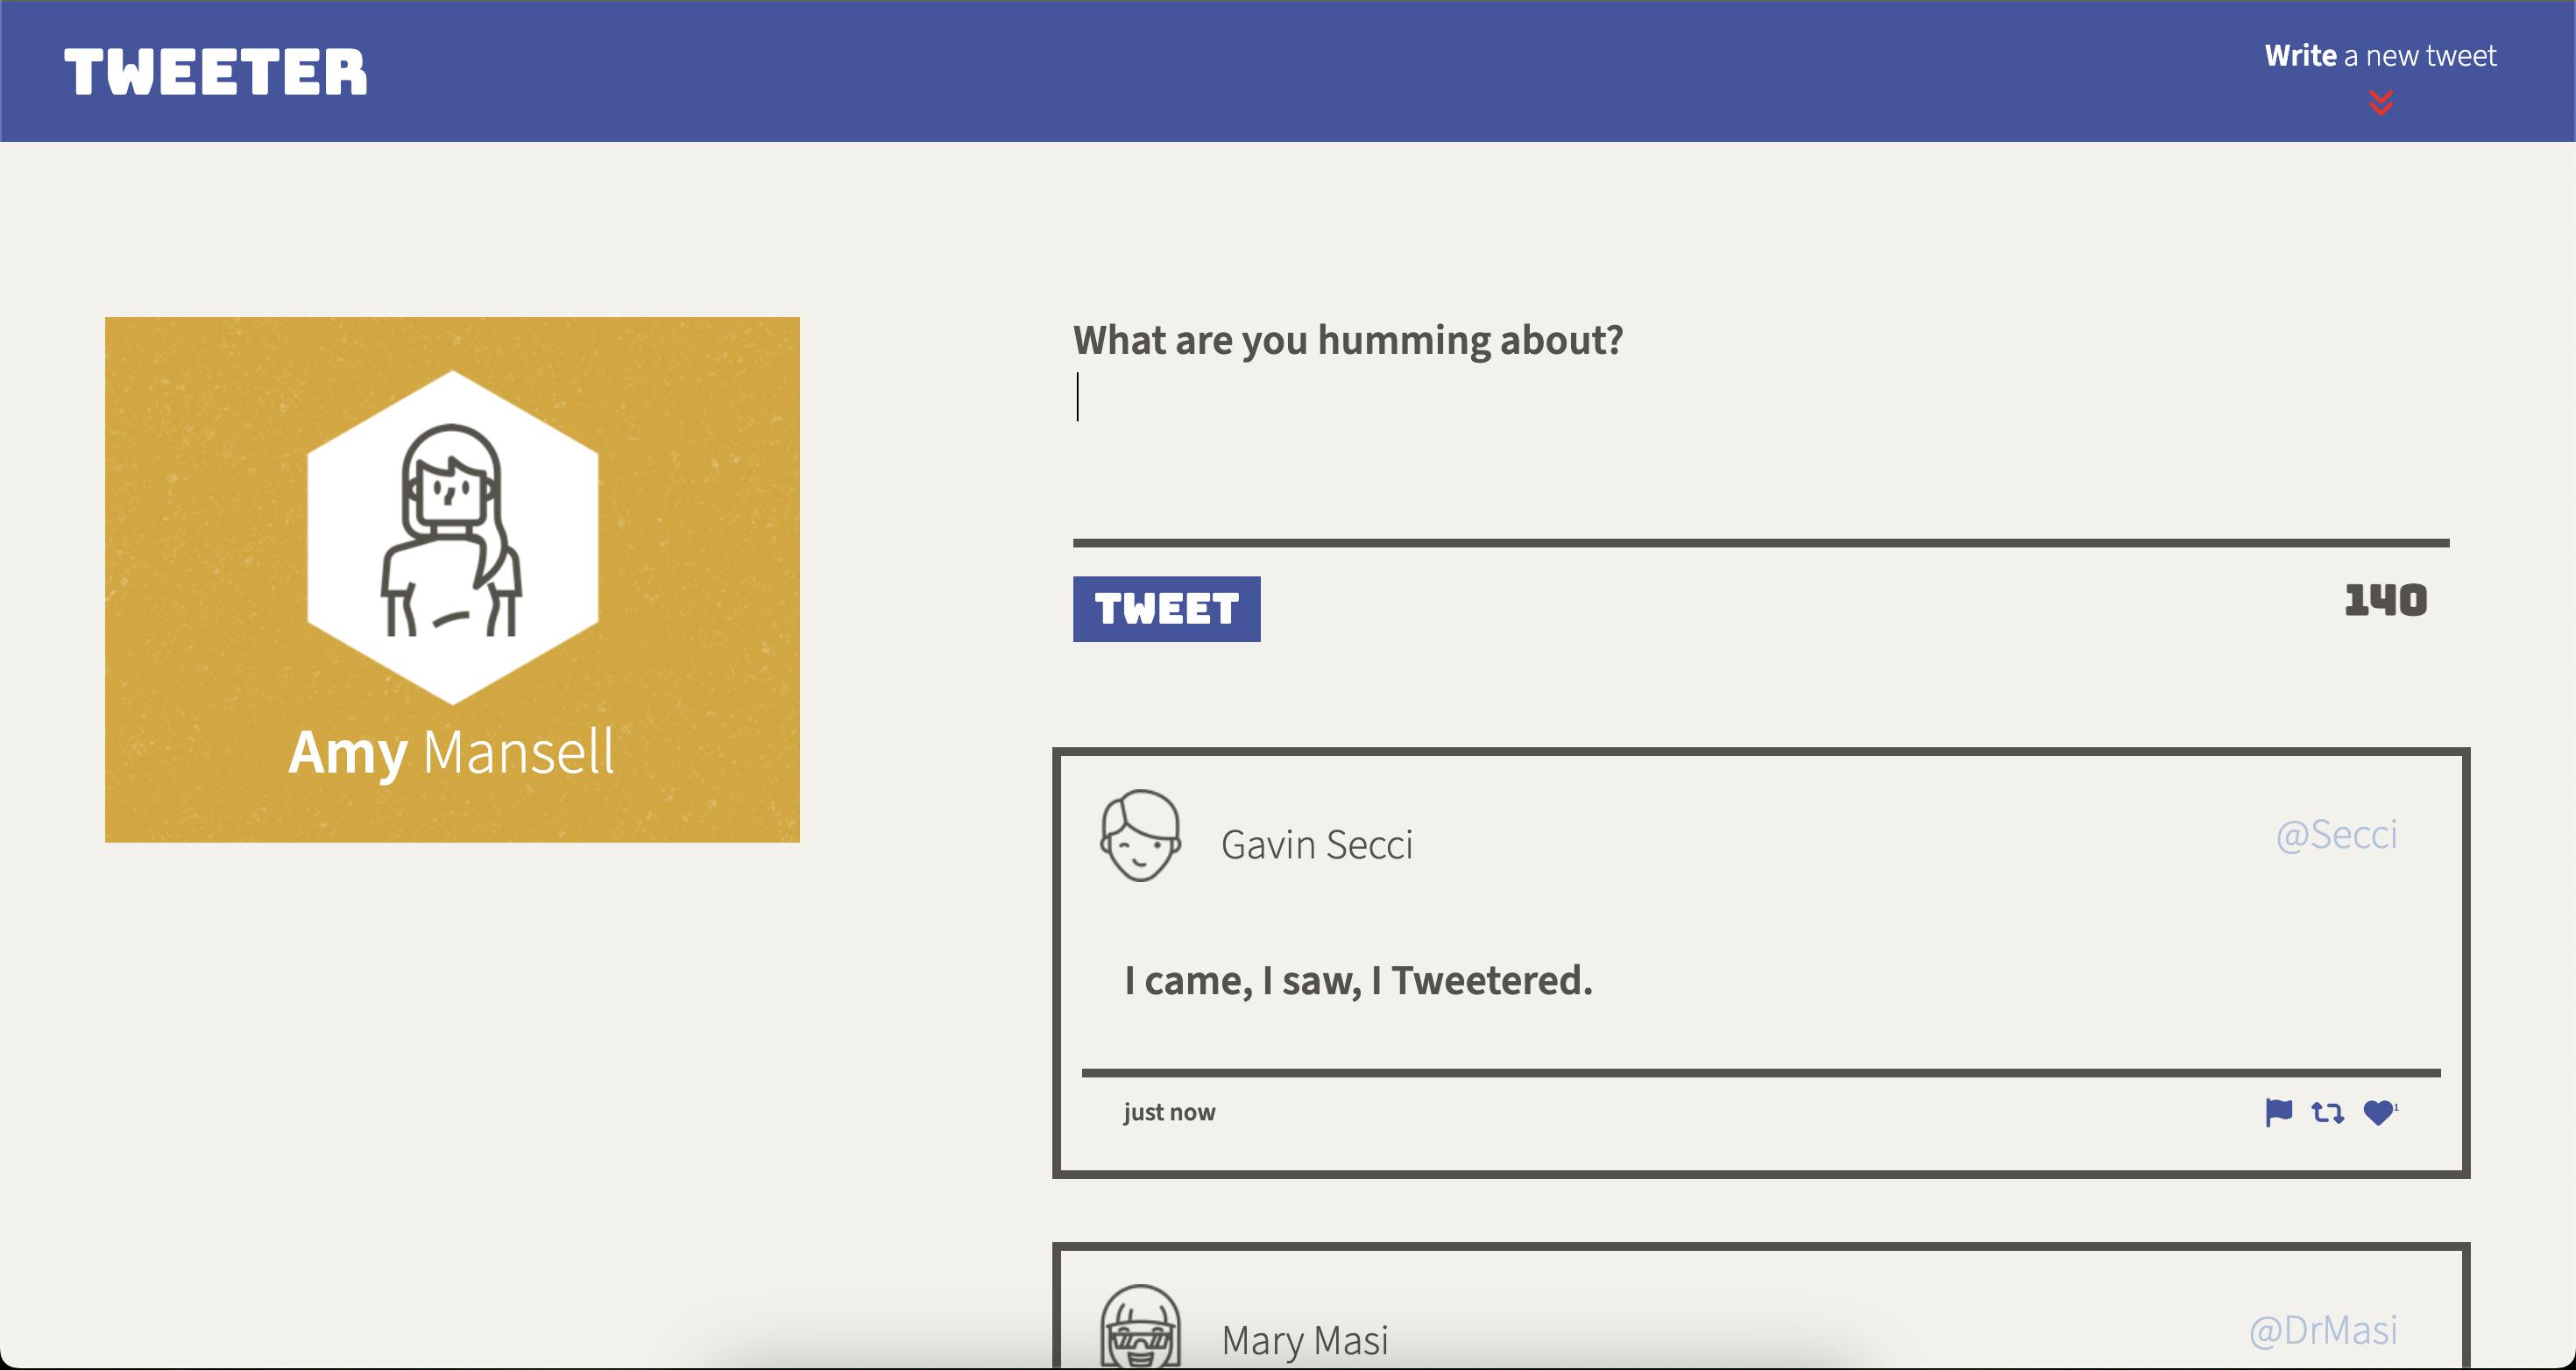 TWEETER
Write a new tweet
Amy Mansell
What are you humming about?
TWEET
140
Gavin Secci
@Secci
I came, I saw, I Tweetered.
just now
1
Mary Masi
@DrMasi